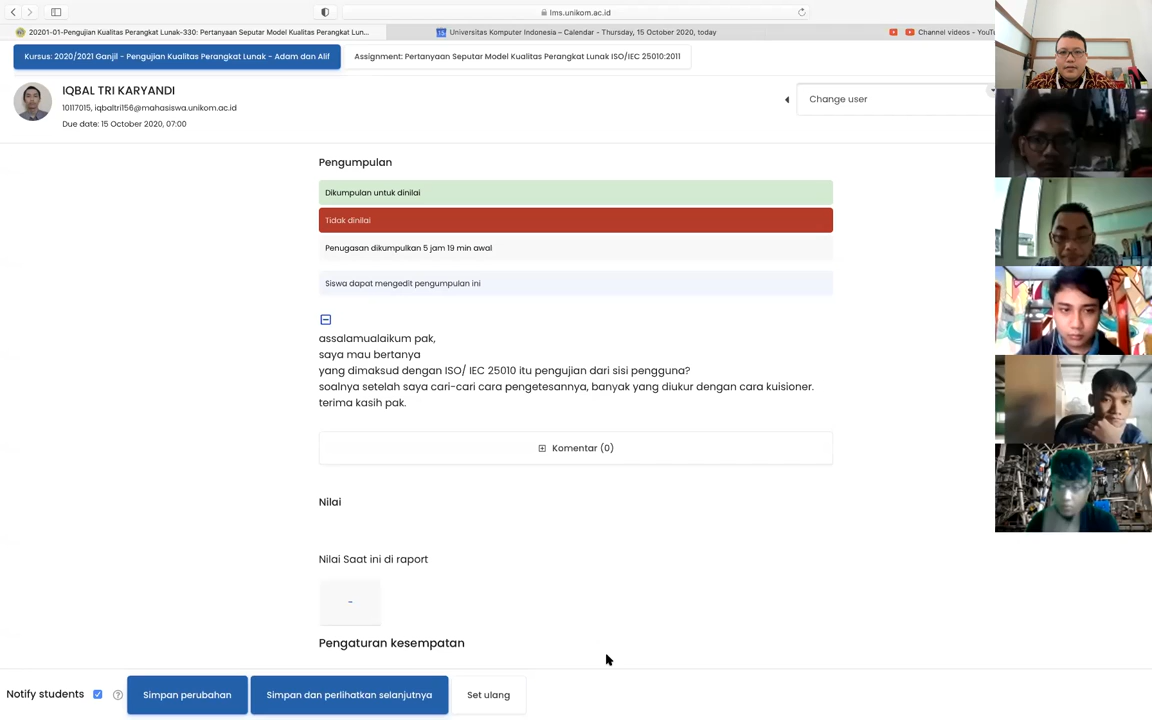 lms.unikom.ac.id
20201-01-Pengujian Kualitas Perangkat Lunak-330: Pertanyaan Seputar Model Kualitas Perangkat Lun...
Universitas Komputer Indonesia – Calendar - Thursday, 15 October 2020, today
Channel videos - YouTu
Kursus: 2020/2021 Ganjil - Pengujian Kualitas Perangkat Lunak - Adam dan Alif
Assignment: Pertanyaan Seputar Model Kualitas Perangkat Lunak ISO/IEC 25010:2011
IQBAL TRI KARYANDI
10117015, iqbaltri156@mahasiswa.unikom.ac.id
Due date: 15 October 2020, 07:00
Change user
Pengumpulan
Dikumpulan untuk dinilai
Tidak dinilai
Penugasan dikumpulkan 5 jam 19 min awal
Siswa dapat mengedit pengumpulan ini
assalamualaikum pak,
saya mau bertanya
yang dimaksud dengan ISO/ IEC 25010 itu pengujian dari sisi pengguna?
soalnya setelah saya cari-cari cara pengetesannya, banyak yang diukur dengan cara kuisioner.
terima kasih pak.
Komentar (0)
Nilai
Nilai Saat ini di raport
-
Pengaturan kesempatan
Notify students
Simpan perubahan
Simpan dan perlihatkan selanjutnya
Set ulang